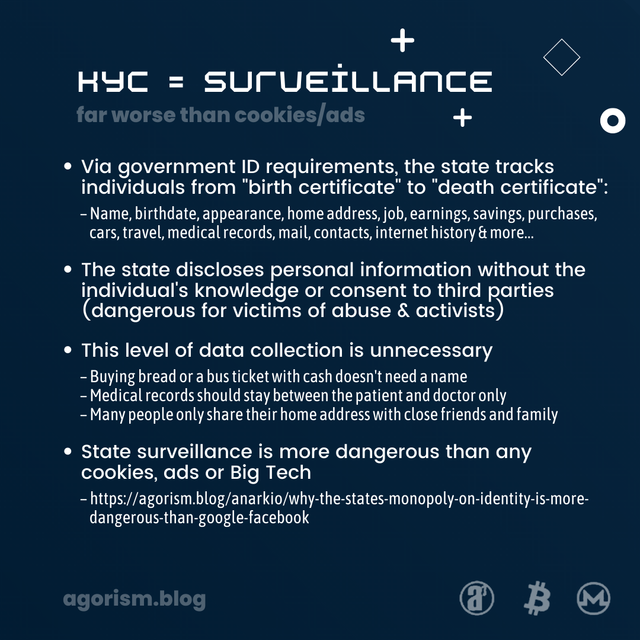 KYC = SURVEILLANCE
far worse than cookies/ads
• Via government ID requirements, the state tracks
individuals from "birth certificate" to "death certificate":
– Name, birthdate, appearance, home address, job, earnings, savings, purchases,
cars, travel, medical records, mail, contacts, internet history & more...
• The state discloses personal information without the
individual's knowledge or consent to third parties
(dangerous for victims of abuse & activists)
• This level of data collection is unnecessary
– Buying bread or a bus ticket with cash doesn't need a name
– Medical records should stay between the patient and doctor only
– Many people only share their home address with close friends and family
• State surveillance is more dangerous than any
cookies, ads or Big Tech
– https://agorism.blog/anarkio/why-the-states-monopoly-on-identity-is-more-
dangerous-than-google-facebook
agorism.blog